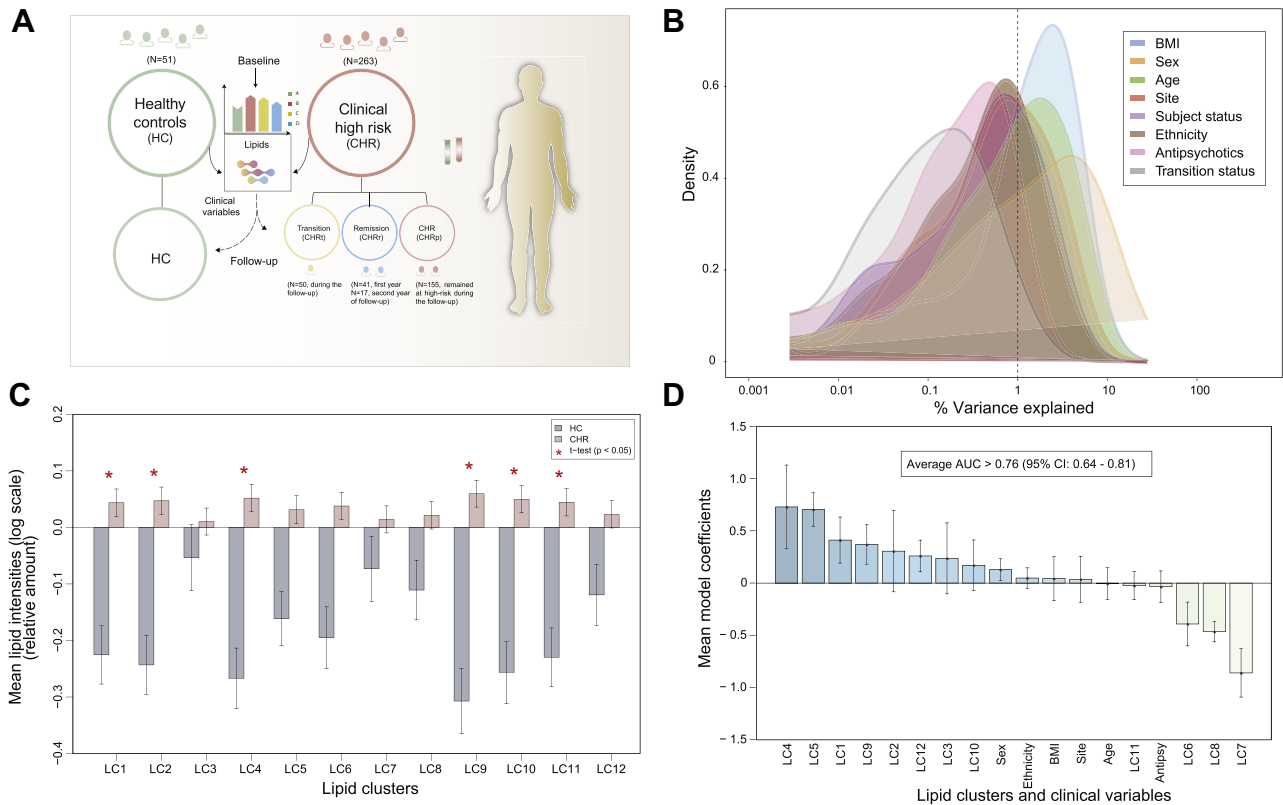 A
(N=51)
Baseline
(N=263)
Healthy
controls
(HC)
A
B
C
D
Clinical
high risk
(CHR)
Lipids
Clinical
variables
HC
Follow-up
Transition
(CHRt)
Remission
(CHRr)
CHR
(CHRp)
(N=50, during the
follow-up)
(N=41, first year
N=17, second year
of follow-up)
(N=155, remained
at high-risk during
the follow-up)
B
Density
0.6
0.4
0.2
0
0.001
0.01
0.1
1
10
100
% Variance explained
BMI
Sex
Age
Site
Subject status
Ethnicity
Antipsychotics
Transition status
C
Mean lipid intensities (log scale)
(relative amount)
0.2
0.1
0.0
−0.1
−0.2
−0.3
−0.4
HC
CHR
* t−test (p < 0.05)
* * * * * *
LC1
LC2
LC3
LC4
LC5
LC6
LC7
LC8
LC9
LC10
LC11
LC12
Lipid clusters
D
Mean model coefficients
1.5
1.0
0.5
0
− 0.5
− 1.0
− 1.5
Average AUC > 0.76 (95% CI: 0.64 - 0.81)
LC4
LC5
LC1
LC9
LC2
LC12
LC3
LC10
Sex
Ethnicity
BMI
Site
Age
LC11
Antipsy
LC6
LC8
LC7
Lipid clusters and clinical variables